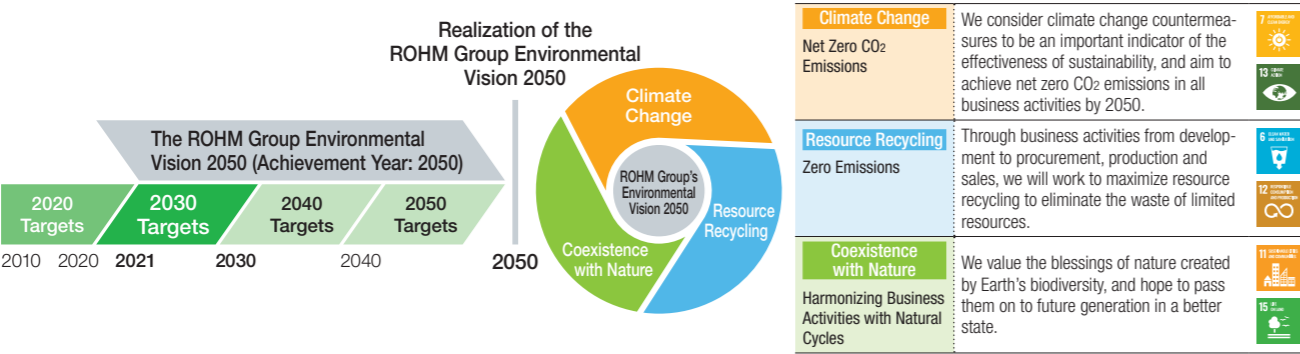 Realization of the
ROHM Group Environmental
Vision 2050
The ROHM Group Environmental
Vision 2050 (Achievement Year: 2050)
2020
Targets
2030
Targets
2040
Targets
2050
Targets
2010
2020
2021
2030
2040
2050
Climate
Change
ROHM Group's
Environmental
Vision 2050
Resource
Recycling
Coexistence
with Nature
Climate Change
Net Zero CO2
Emissions
We consider climate change countermea-
sures to be an important indicator of the
effectiveness of sustainability, and aim to
achieve net zero CO2 emissions in all
business activities by 2050.
7
13
Resource Recycling
Zero Emissions
Through business activities from develop-
ment to procurement, production and
sales, we will work to maximize resource
recycling to eliminate the waste of limited
resources.
6
12
Coexistence
with Nature
Harmonizing Business
Activities with Natural
Cycles
We value the blessings of nature created
by Earth's biodiversity, and hope to pass
them on to future generation in a better
state.
11
15